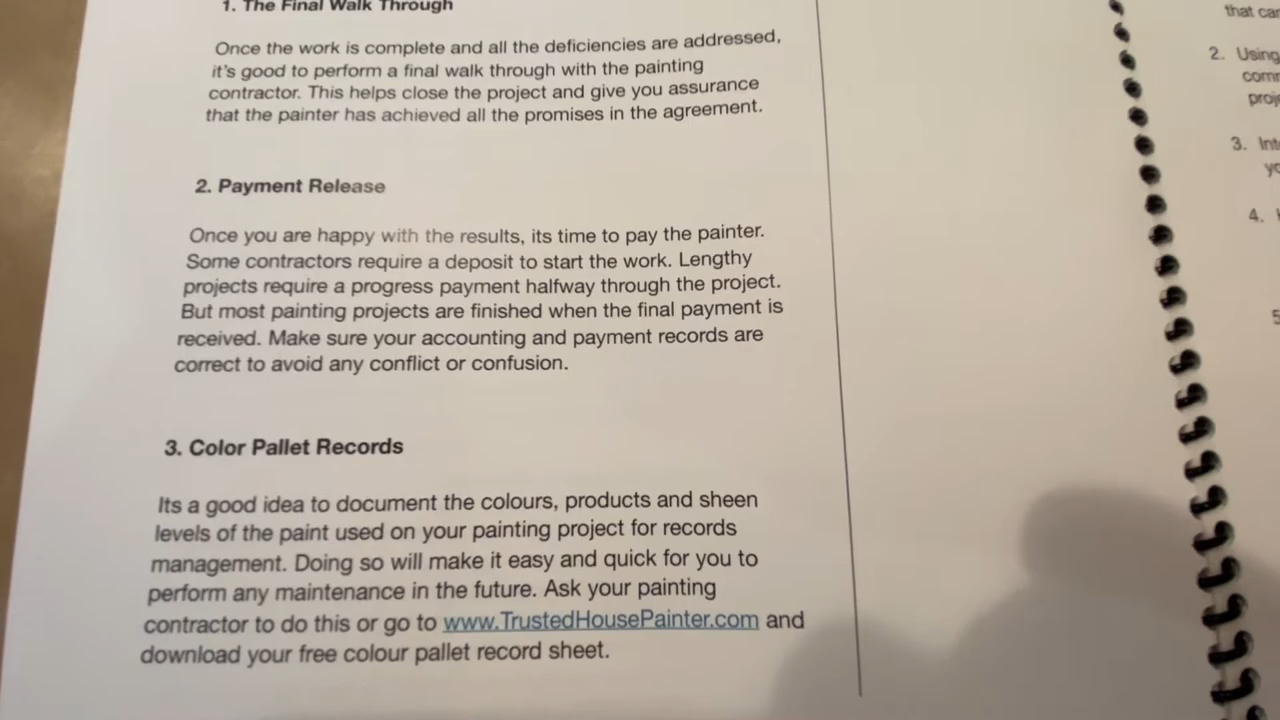 1. The Final Walk Through
Once the work is complete and all the deficiencies are addressed,
it's good to perform a final walk through with the painting
contractor. This helps close the project and give you assurance
that the painter has achieved all the promises in the agreement.
2. Payment Release
Once you are happy with the results, its time to pay the painter.
Some contractors require a deposit to start the work. Lengthy
projects require a progress payment halfway through the project.
But most painting projects are finished when the final payment is
received. Make sure your accounting and payment records are
correct to avoid any conflict or confusion.
3. Color Pallet Records
Its a good idea to document the colours, products and sheen
levels of the paint used on your painting project for records
management. Doing so will make it easy and quick for you to
perform any maintenance in the future. Ask your painting
contractor to do this or go to www.TrustedHousePainter.com and
download your free colour pallet record sheet.
that
2. Using
3.
4.